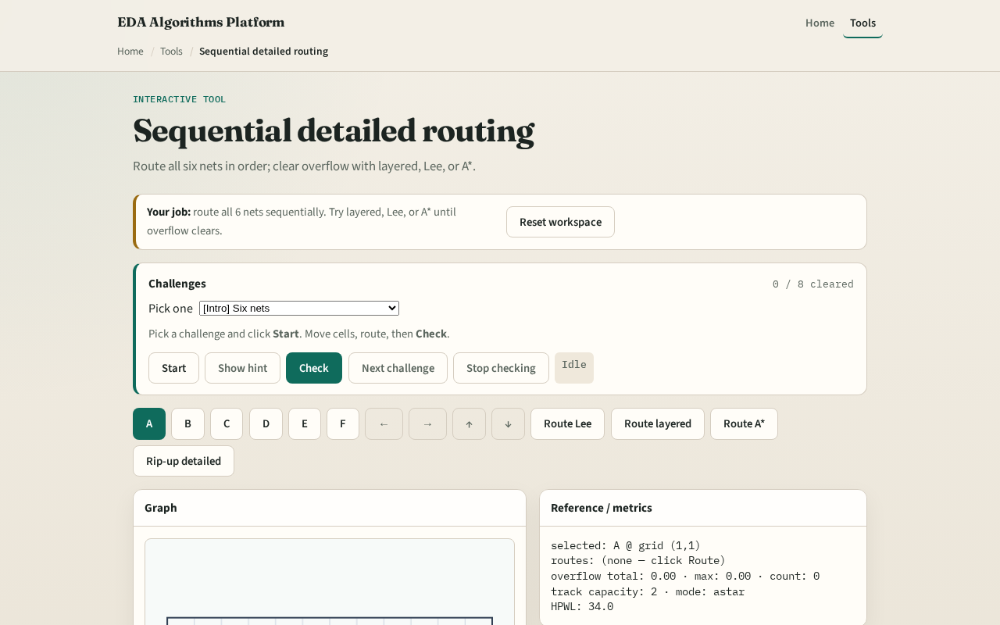 EDA Algorithms Platform
Home
Tools
Home / Tools / Sequential detailed routing
INTERACTIVE TOOL
Sequential detailed routing
Route all six nets in order; clear overflow with layered, Lee, or A*.
Your job: route all 6 nets sequentially. Try layered, Lee, or A* until
overflow clears.
Reset workspace
Challenges
0 / 8 cleared
Pick one [Intro] Six nets
Pick a challenge and click Start. Move cells, route, then Check.
Start Show hint Check Next challenge Stop checking Idle
A B C D E F ← → ↑ ↓ Route Lee Route layered Route A*
Rip-up detailed
Graph
Reference / metrics
selected: A @ grid (1,1)
routes: (none — click Route)
overflow total: 0.00 · max: 0.00 · count: 0
track capacity: 2 · mode: astar
HPWL: 34.0